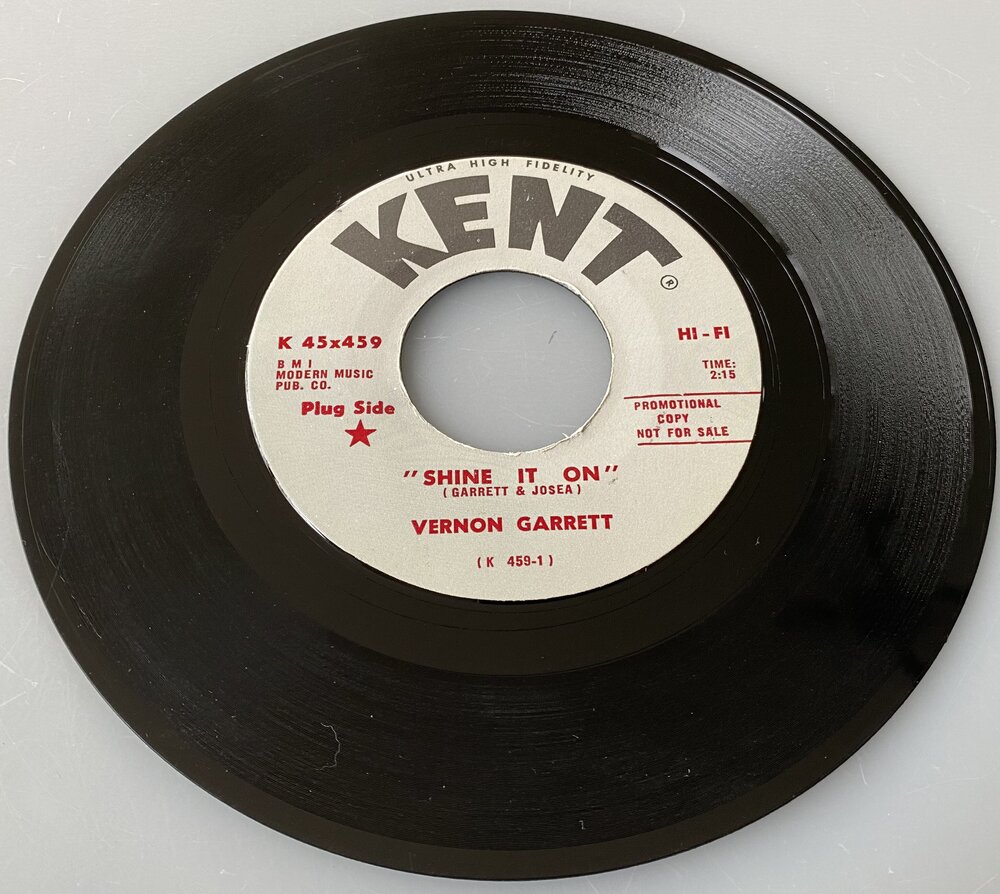 ULTRA HIGH FIDELITY
KENT ®
K 45x459
B M I
MODERN MUSIC
PUB. CO.
Plug Side
HI-FI
TIME:
2:15
PROMOTIONAL
COPY
NOT FOR SALE
"SHINE IT ON"
(GARRETT & JOSEA)
VERNON GARRETT
(K 459-1)